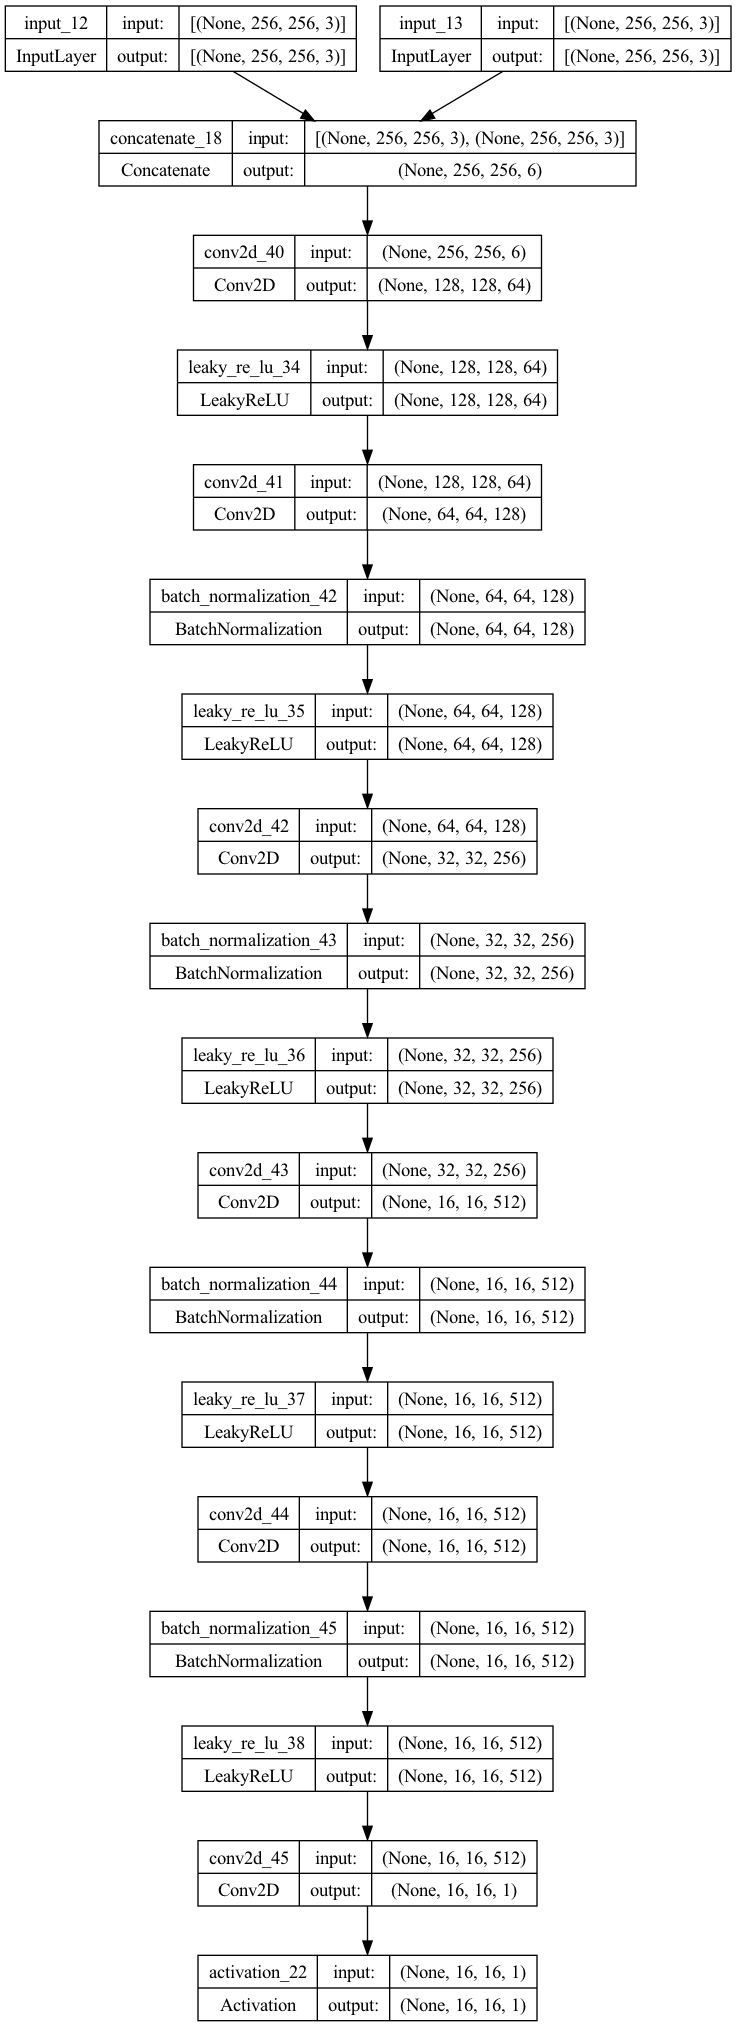 input_12 input: [(None, 256, 256, 3)]
InputLayer output: [(None, 256, 256, 3)]
input_13 input: [(None, 256, 256, 3)]
InputLayer output: [(None, 256, 256, 3)]
concatenate_18 input: [(None, 256, 256, 3), (None, 256, 256, 3)]
Concatenate output: (None, 256, 256, 6)
conv2d_40 input: (None, 256, 256, 6)
Conv2D output: (None, 128, 128, 64)
leaky_re_lu_34 input: (None, 128, 128, 64)
LeakyReLU output: (None, 128, 128, 64)
conv2d_41 input: (None, 128, 128, 64)
Conv2D output: (None, 64, 64, 128)
batch_normalization_42 input: (None, 64, 64, 128)
BatchNormalization output: (None, 64, 64, 128)
leaky_re_lu_35 input: (None, 64, 64, 128)
LeakyReLU output: (None, 64, 64, 128)
conv2d_42 input: (None, 64, 64, 128)
Conv2D output: (None, 32, 32, 256)
batch_normalization_43 input: (None, 32, 32, 256)
BatchNormalization output: (None, 32, 32, 256)
leaky_re_lu_36 input: (None, 32, 32, 256)
LeakyReLU output: (None, 32, 32, 256)
conv2d_43 input: (None, 32, 32, 256)
Conv2D output: (None, 16, 16, 512)
batch_normalization_44 input: (None, 16, 16, 512)
BatchNormalization output: (None, 16, 16, 512)
leaky_re_lu_37 input: (None, 16, 16, 512)
LeakyReLU output: (None, 16, 16, 512)
conv2d_44 input: (None, 16, 16, 512)
Conv2D output: (None, 16, 16, 512)
batch_normalization_45 input: (None, 16, 16, 512)
BatchNormalization output: (None, 16, 16, 512)
leaky_re_lu_38 input: (None, 16, 16, 512)
LeakyReLU output: (None, 16, 16, 512)
conv2d_45 input: (None, 16, 16, 512)
Conv2D output: (None, 16, 16, 1)
activation_22 input: (None, 16, 16, 1)
Activation output: (None, 16, 16, 1)